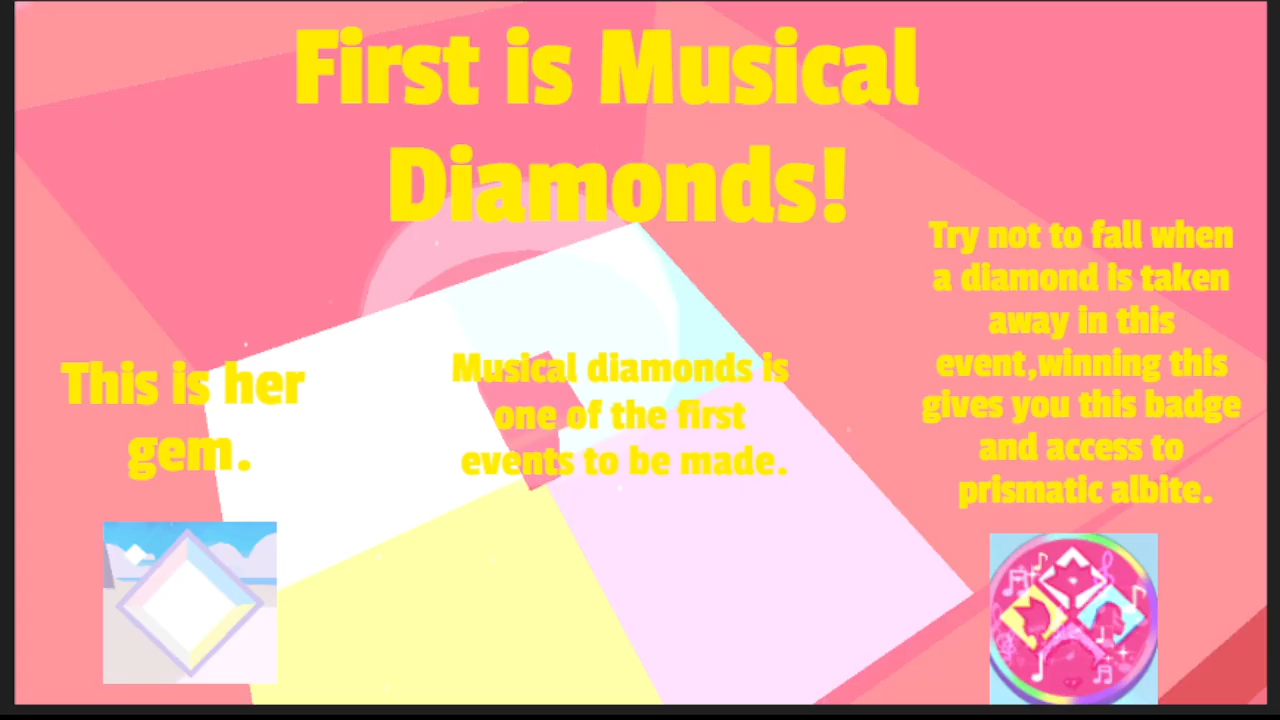 First is Musical
Diamonds!
This is her
gem.
Musical diamonds is
one of the first
events to be made.
Try not to fall when
a diamond is taken
away in this
event,winning this
gives you this badge
and access to
prismatic albite.